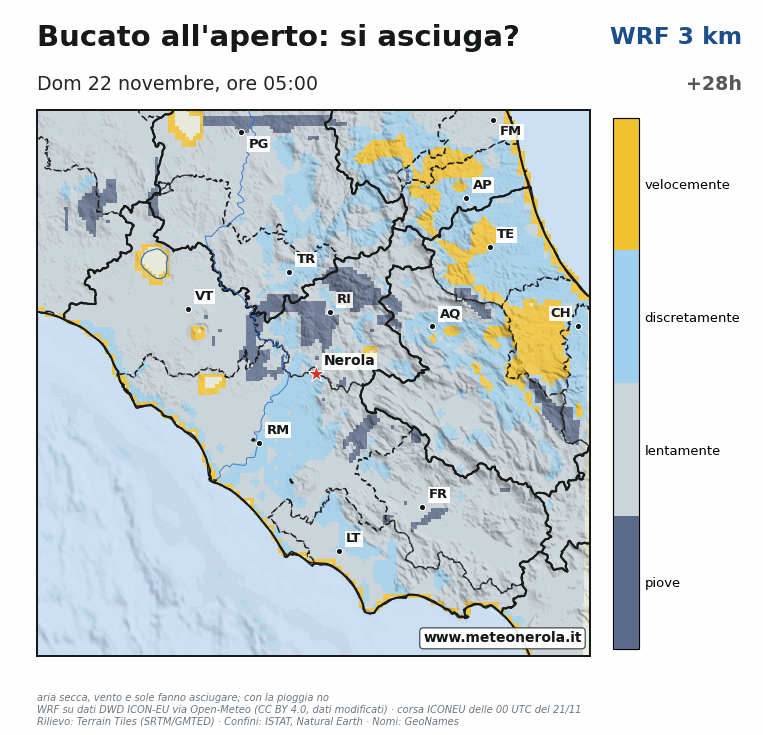 Bucato all'aperto: si asciuga?
WRF 3 km
Dom 22 novembre, ore 05:00
+28h
FM
PG
AP
TE
TR
VT
RI
AQ
CH
Nerola
RM
FR
LT
www.meteonerola.it
velocemente
discretamente
lentamente
piove
aria secca, vento e sole fanno asciugare; con la pioggia no
WRF su dati DWD ICON-EU via Open-Meteo (CC BY 4.0, dati modificati) · corsa ICONEU delle 00 UTC del 21/11
Rilievo: Terrain Tiles (SRTM/GMTED) · Confini: ISTAT, Natural Earth · Nomi: GeoNames